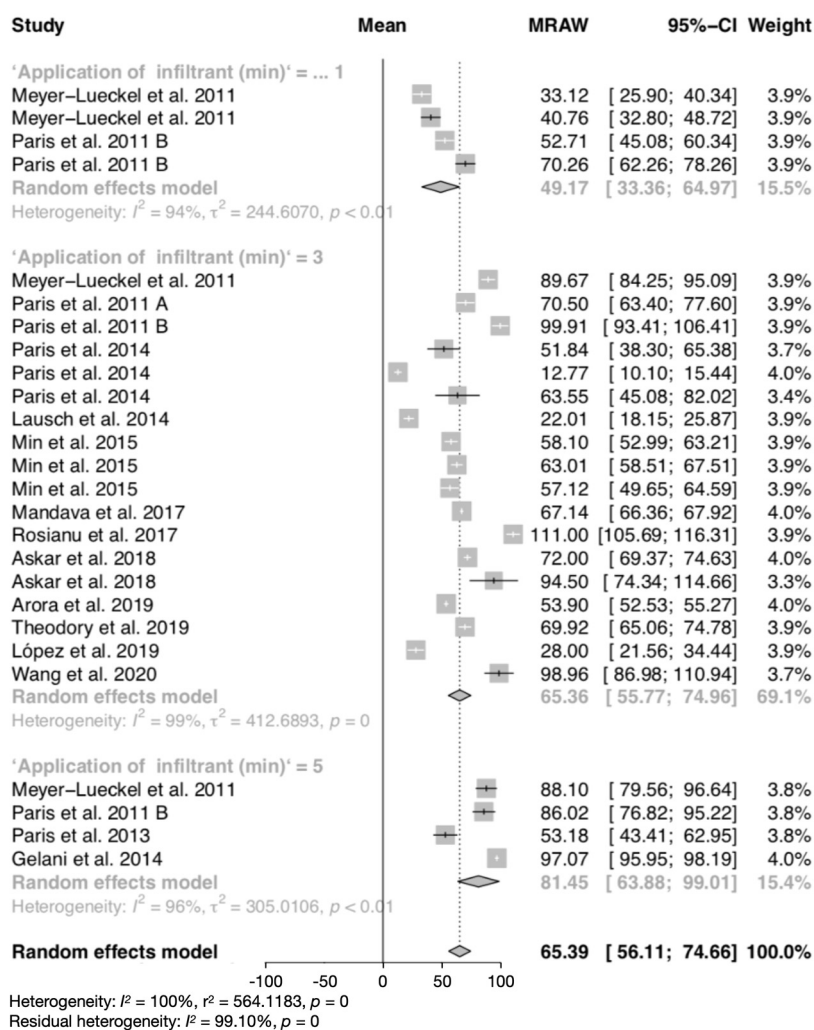 Study Mean MRAW 95%−CI Weight
‘Application of infiltrant (min)‘ = ... 1
Meyer−Lueckel et al. 2011 33.12 [ 25.90; 40.34] 3.9%
Meyer−Lueckel et al. 2011 40.76 [ 32.80; 48.72] 3.9%
Paris et al. 2011 B 52.71 [ 45.08; 60.34] 3.9%
Paris et al. 2011 B 70.26 [ 62.26; 78.26] 3.9%
Random effects model 49.17 [ 33.36; 64.97] 15.5%
Heterogeneity: I² = 94%, τ² = 244.6070, p < 0.01
‘Application of infiltrant (min)‘ = 3
Meyer−Lueckel et al. 2011 89.67 [ 84.25; 95.09] 3.9%
Paris et al. 2011 A 70.50 [ 63.40; 77.60] 3.9%
Paris et al. 2011 B 99.91 [ 93.41; 106.41] 3.9%
Paris et al. 2014 51.84 [ 38.30; 65.38] 3.7%
Paris et al. 2014 12.77 [ 10.10; 15.44] 4.0%
Paris et al. 2014 63.55 [ 45.08; 82.02] 3.4%
Lausch et al. 2014 22.01 [ 18.15; 25.87] 3.9%
Min et al. 2015 58.10 [ 52.99; 63.21] 3.9%
Min et al. 2015 63.01 [ 58.51; 67.51] 3.9%
Min et al. 2015 57.12 [ 49.65; 64.59] 3.9%
Mandava et al. 2017 67.14 [ 66.36; 67.92] 4.0%
Rosianu et al. 2017 111.00 [105.69; 116.31] 3.9%
Askar et al. 2018 72.00 [ 69.37; 74.63] 4.0%
Askar et al. 2018 94.50 [ 74.34; 114.66] 3.3%
Arora et al. 2019 53.90 [ 52.53; 55.27] 4.0%
Theodory et al. 2019 69.92 [ 65.06; 74.78] 3.9%
López et al. 2019 28.00 [ 21.56; 34.44] 3.9%
Wang et al. 2020 98.96 [ 86.98; 110.94] 3.7%
Random effects model 65.36 [ 55.77; 74.96] 69.1%
Heterogeneity: I² = 99%, τ² = 412.6893, p = 0
‘Application of infiltrant (min)‘ = 5
Meyer−Lueckel et al. 2011 88.10 [ 79.56; 96.64] 3.8%
Paris et al. 2011 B 86.02 [ 76.82; 95.22] 3.8%
Paris et al. 2013 53.18 [ 43.41; 62.95] 3.8%
Gelani et al. 2014 97.07 [ 95.95; 98.19] 4.0%
Random effects model 81.45 [ 63.88; 99.01] 15.4%
Heterogeneity: I² = 96%, τ² = 305.0106, p < 0.01
Random effects model 65.39 [ 56.11; 74.66] 100.0%
-100 -50 0 50 100
Heterogeneity: I² = 100%, r² = 564.1183, p = 0
Residual heterogeneity: I² = 99.10%, p = 0